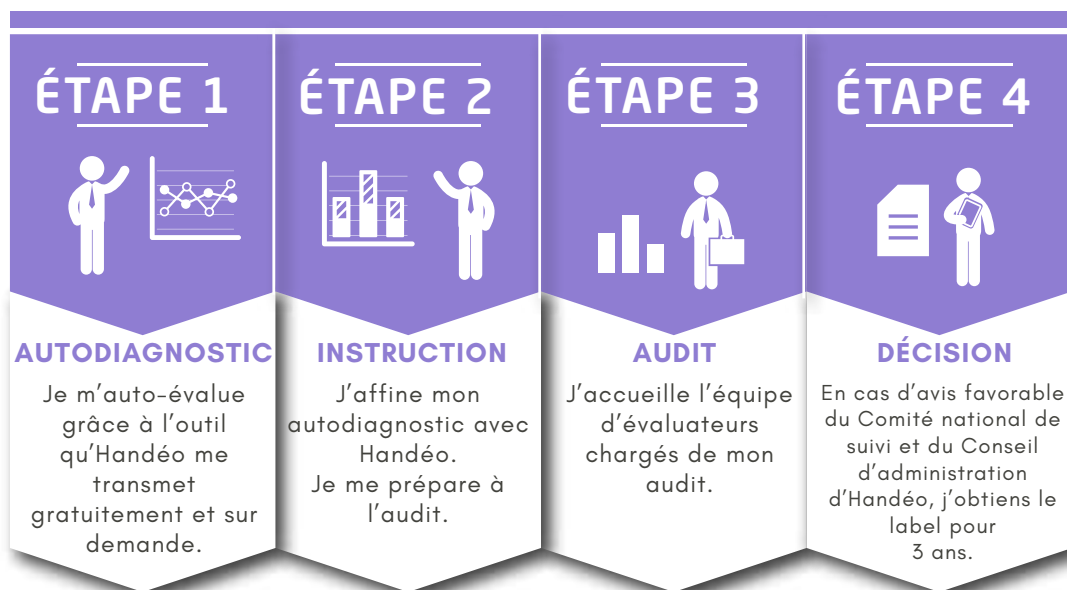 ÉTAPE 1
AUTODIAGNOSTIC
Je m'auto-évalue
grâce à l'outil
qu'Handéo me
transmet
gratuitement et sur
demande.
ÉTAPE 2
INSTRUCTION
J'affine mon
autodiagnostic avec
Handéo.
Je me prépare à
l'audit.
ÉTAPE 3
AUDIT
J'accueille l'équipe
d'évaluateurs
chargés de mon
audit.
ÉTAPE 4
DÉCISION
En cas d'avis favorable
du Comité national de
suivi et du Conseil
d'administration
d'Handéo, j'obtiens le
label pour
3 ans.